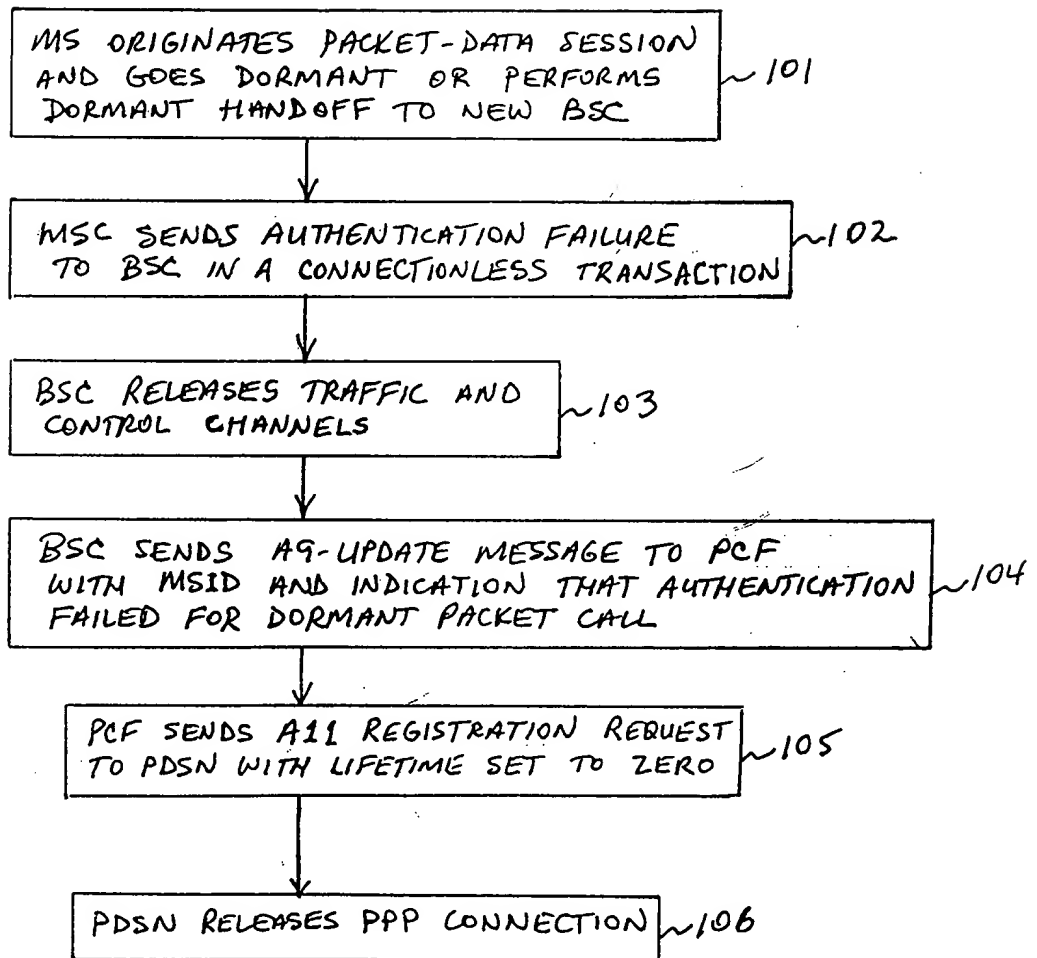 MS ORIGINATES PACKET-DATA SESSION
AND GOES DORMANT OR PERFORMS
DORMANT HANDOFF TO NEW BSC
101
MSC SENDS AUTHENTICATION FAILURE
TO BSC IN A CONNECTIONLESS TRANSACTION
102
BSC RELEASES TRAFFIC AND
CONTROL CHANNELS
103
BSC SENDS A9-UPDATE MESSAGE TO PCF
WITH MSID AND INDICATION THAT AUTHENTICATION
FAILED FOR DORMANT PACKET CALL
104
PCF SENDS A11 REGISTRATION REQUEST
TO PDSN WITH LIFETIME SET TO ZERO
105
PDSN RELEASES PPP CONNECTION
106